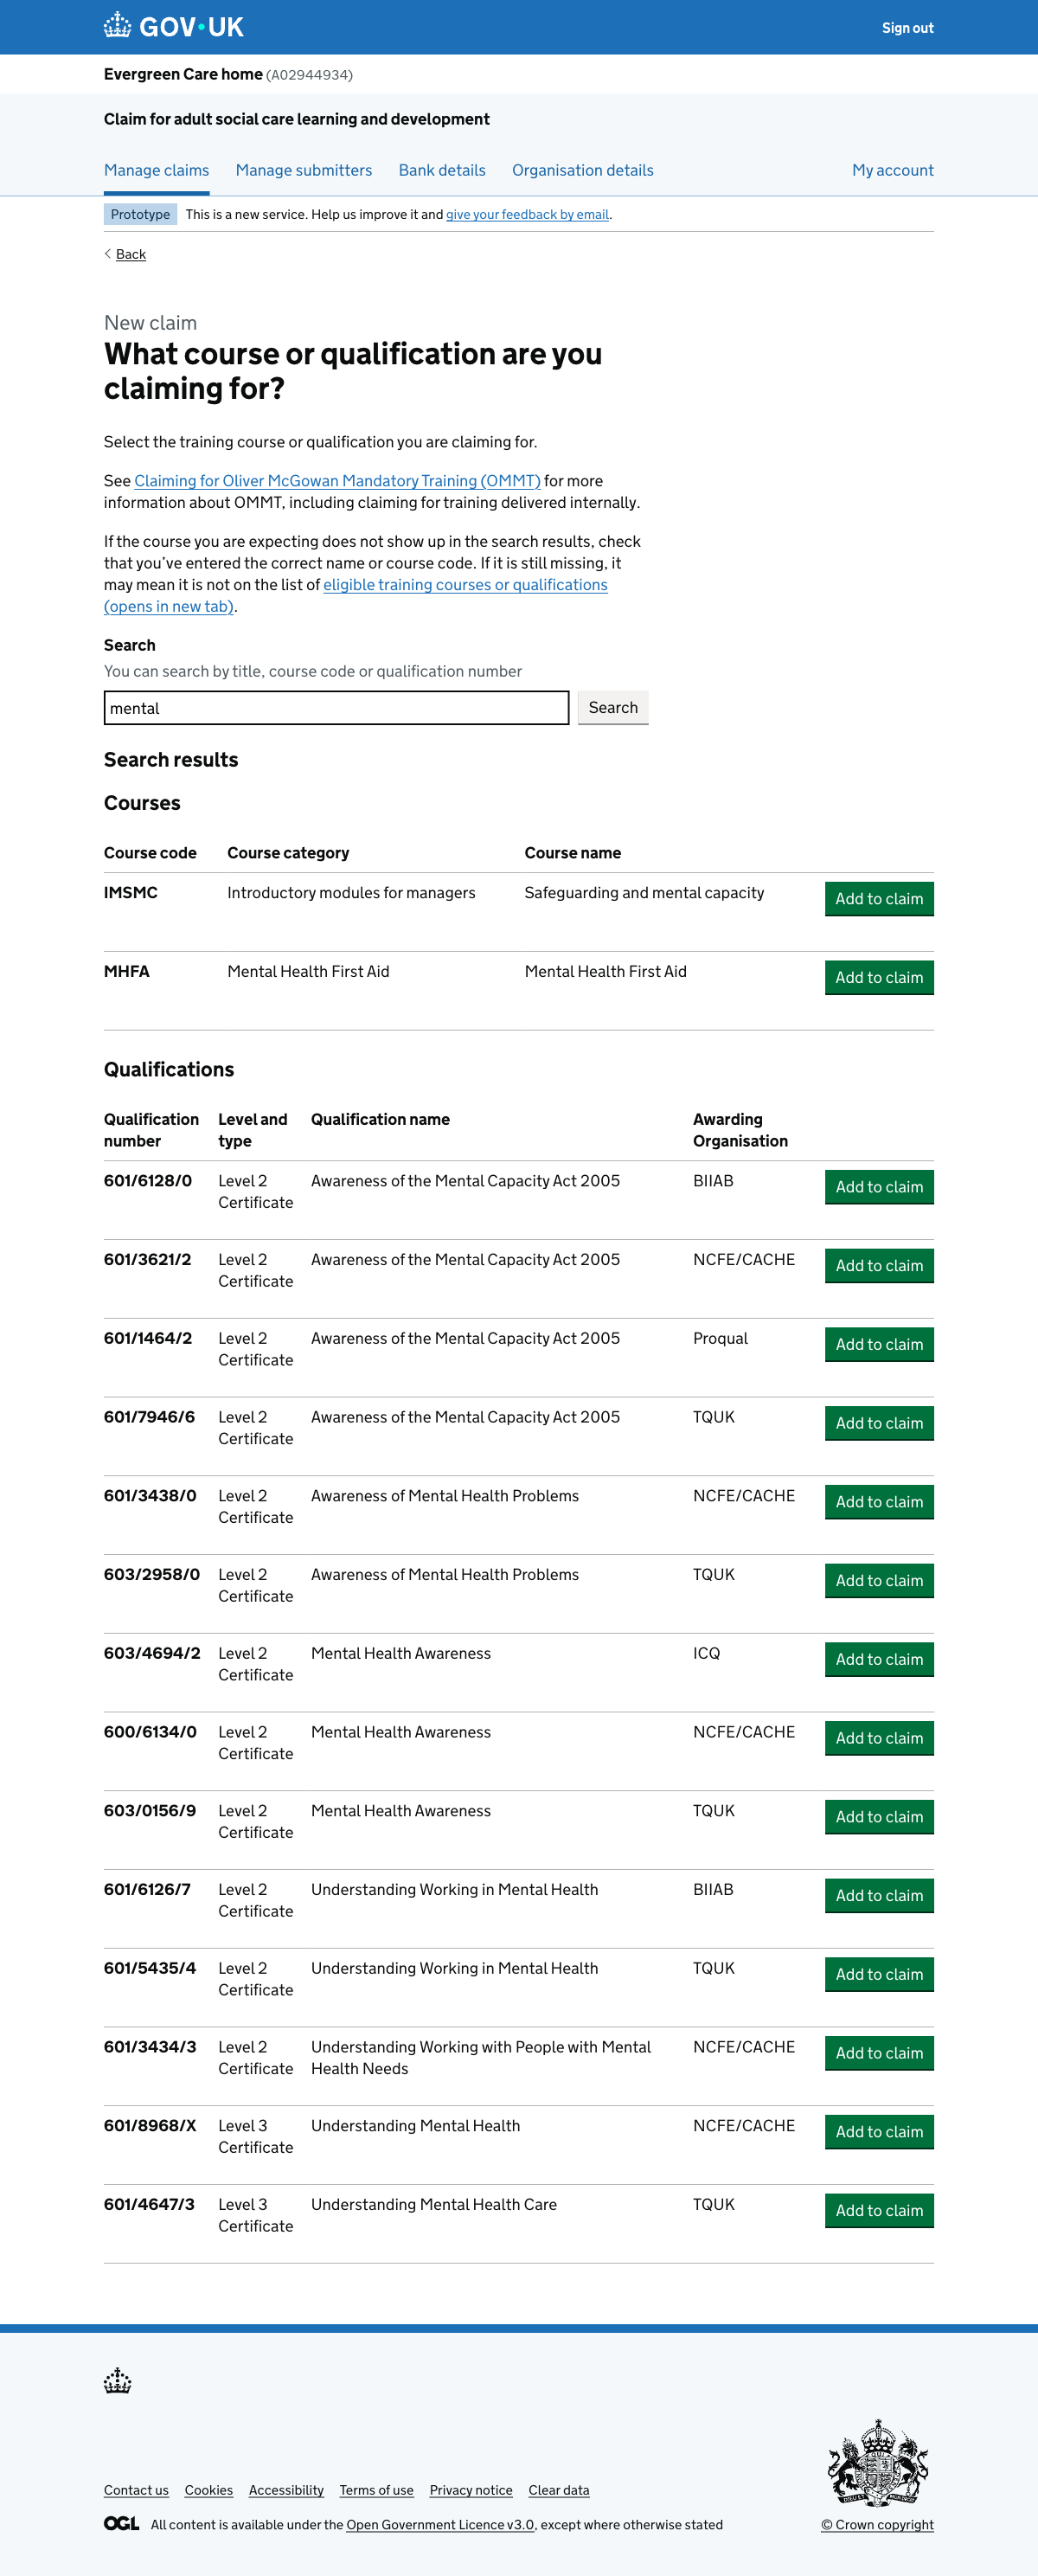 GOV·UK
Sign out
Evergreen Care home (A02944934)
Claim for adult social care learning and development
Manage claims Manage submitters Bank details Organisation details My account
Prototype This is a new service. Help us improve it and give your feedback by email.
Back
New claim
What course or qualification are you
claiming for?
Select the training course or qualification you are claiming for.
See Claiming for Oliver McGowan Mandatory Training (OMMT) for more
information about OMMT, including claiming for training delivered internally.
If the course you are expecting does not show up in the search results, check
that you’ve entered the correct name or course code. If it is still missing, it
may mean it is not on the list of eligible training courses or qualifications
(opens in new tab).
Search
You can search by title, course code or qualification number
mental Search
Search results
Courses
Course code Course category Course name
IMSMC Introductory modules for managers Safeguarding and mental capacity Add to claim
MHFA Mental Health First Aid Mental Health First Aid Add to claim
Qualifications
Qualification Level and Qualification name Awarding
number type Organisation
601/6128/0 Level 2 Awareness of the Mental Capacity Act 2005 BIIAB Add to claim
Certificate
601/3621/2 Level 2 Awareness of the Mental Capacity Act 2005 NCFE/CACHE Add to claim
Certificate
601/1464/2 Level 2 Awareness of the Mental Capacity Act 2005 Proqual Add to claim
Certificate
601/7946/6 Level 2 Awareness of the Mental Capacity Act 2005 TQUK Add to claim
Certificate
601/3438/0 Level 2 Awareness of Mental Health Problems NCFE/CACHE Add to claim
Certificate
603/2958/0 Level 2 Awareness of Mental Health Problems TQUK Add to claim
Certificate
603/4694/2 Level 2 Mental Health Awareness ICQ Add to claim
Certificate
600/6134/0 Level 2 Mental Health Awareness NCFE/CACHE Add to claim
Certificate
603/0156/9 Level 2 Mental Health Awareness TQUK Add to claim
Certificate
601/6126/7 Level 2 Understanding Working in Mental Health BIIAB Add to claim
Certificate
601/5435/4 Level 2 Understanding Working in Mental Health TQUK Add to claim
Certificate
601/3434/3 Level 2 Understanding Working with People with Mental NCFE/CACHE Add to claim
Certificate Health Needs
601/8968/X Level 3 Understanding Mental Health NCFE/CACHE Add to claim
Certificate
601/4647/3 Level 3 Understanding Mental Health Care TQUK Add to claim
Certificate
Contact us Cookies Accessibility Terms of use Privacy notice Clear data
OGL All content is available under the Open Government Licence v3.0, except where otherwise stated
© Crown copyright